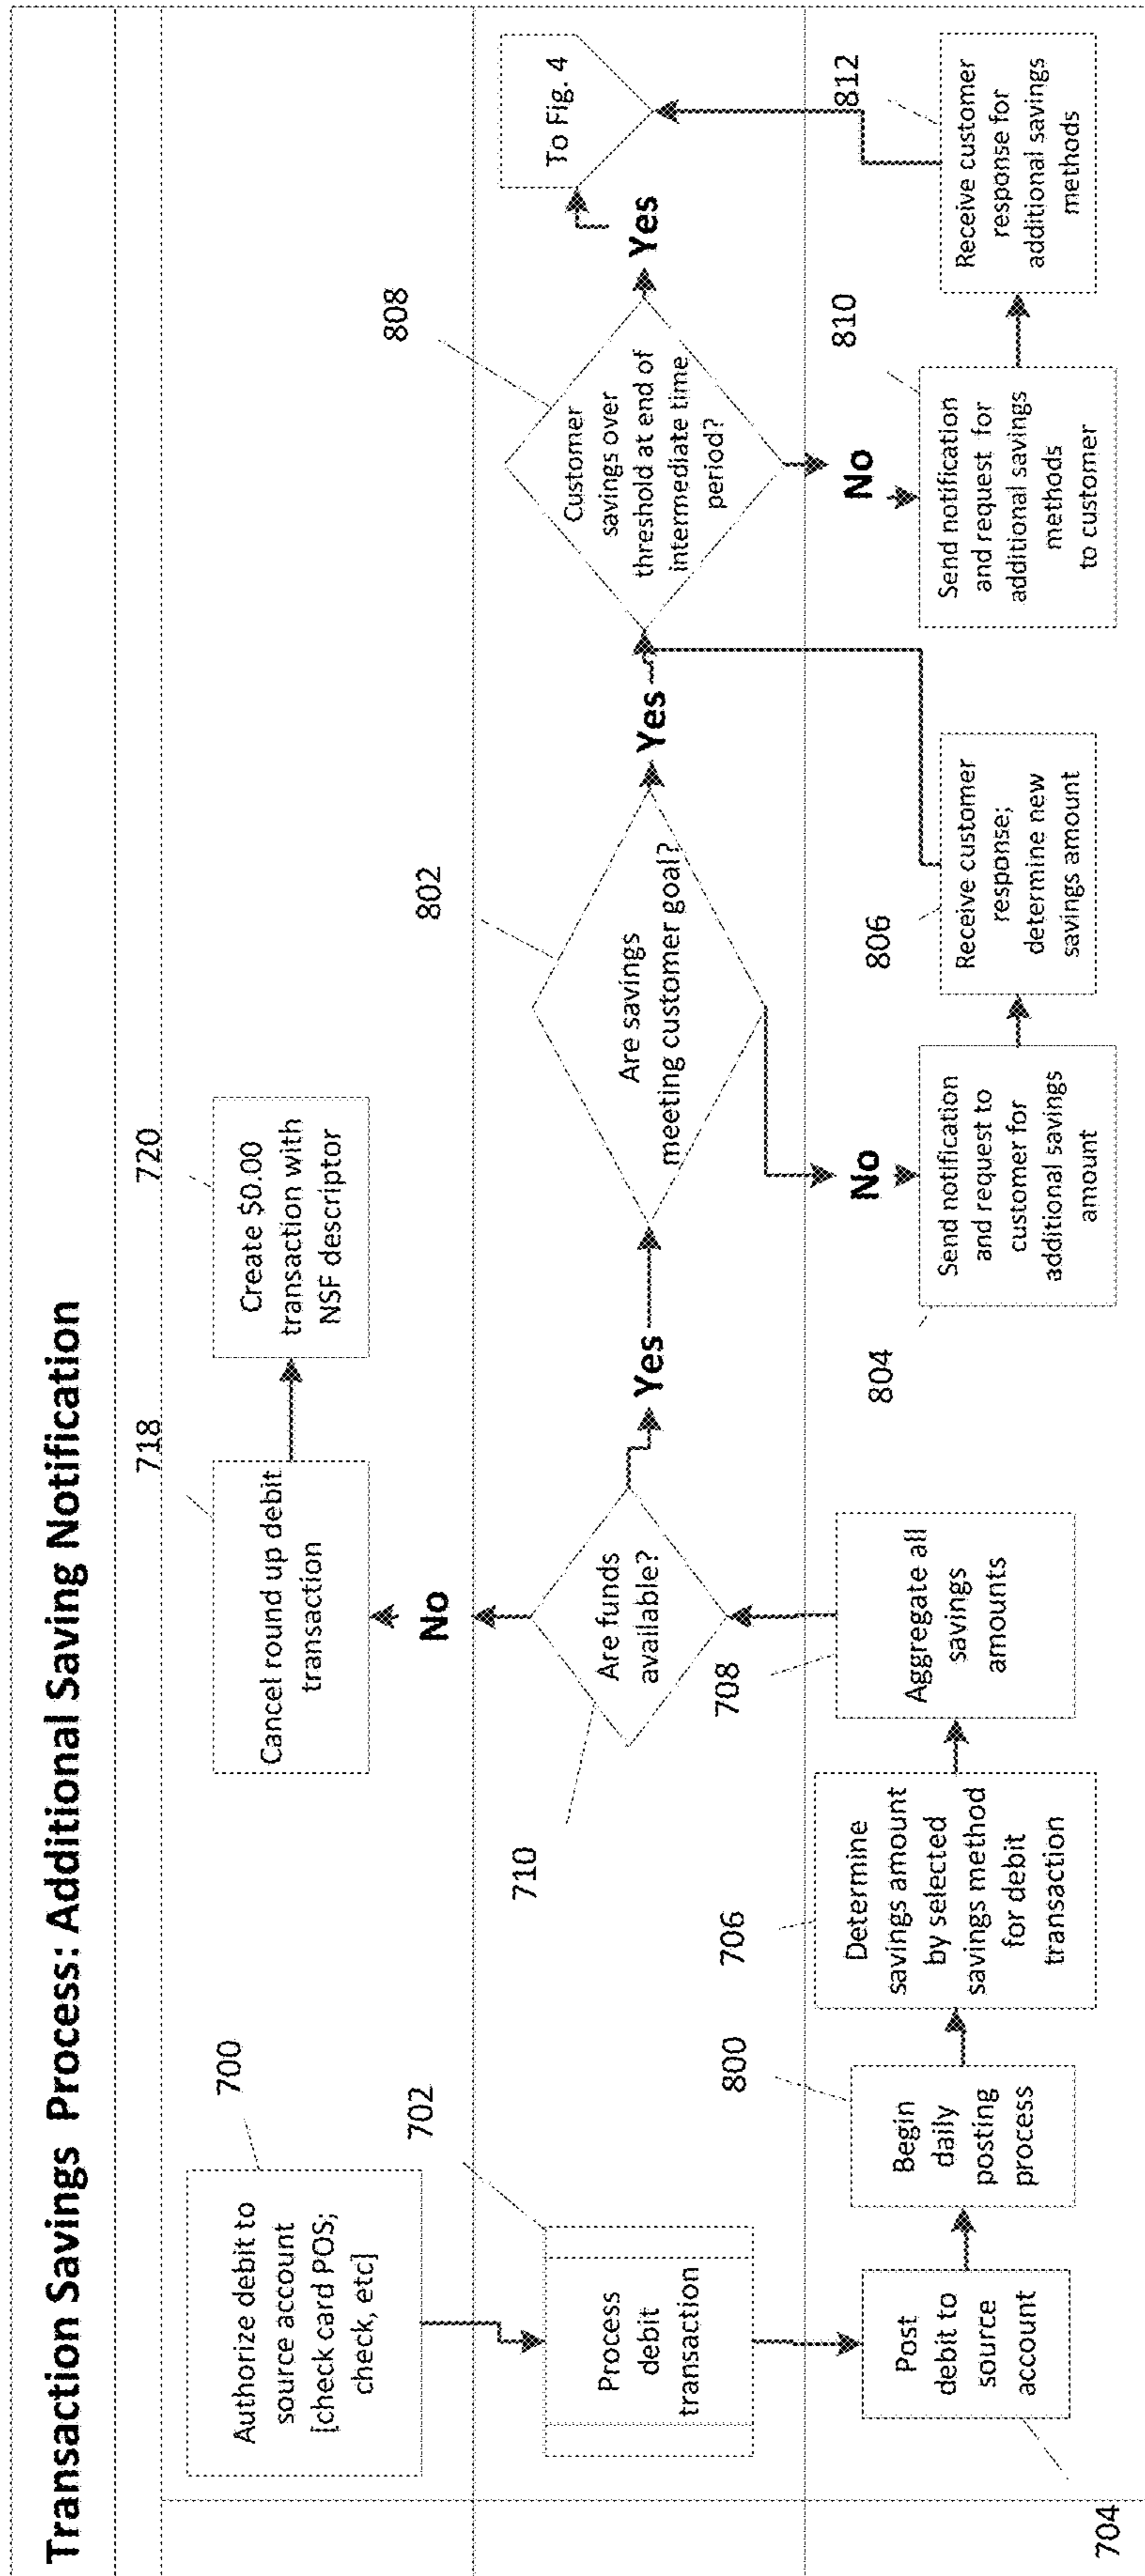 Transaction Savings Process: Additional Saving Notification
700
Authorize debit to
source account
[check card POS;
check, etc]
702
Process
debit
transaction
704
Post
debit to
source
account
800
Begin
daily
posting
process
706
Determine
savings amount
by selected
savings method
for debit
transaction
708
Aggregate all
savings
amounts
710
Are funds
available?
No
718
Cancel round up debit
transaction
720
Create $0.00
transaction with
NSF descriptor
Yes
802
Are savings
meeting customer goal?
No
804
Send notification
and request to
customer for
additional savings
amount
806
Receive customer
response;
determine new
savings amount
Yes
808
Customer
savings over
threshold at end of
intermediate time
period?
No
810
Send notification
and request for
additional savings
methods
to customer
812
Receive customer
response for
additional savings
methods
Yes
To Fig. 4